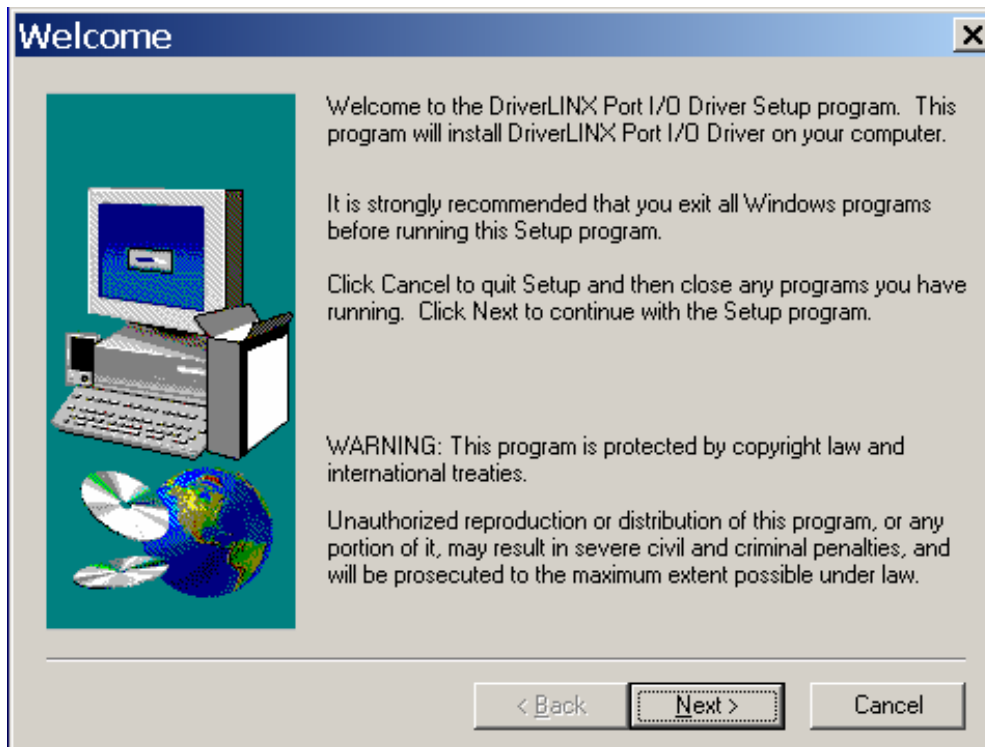 Welcome
Welcome to the DriverLINX Port I/O Driver Setup program. This
program will install DriverLINX Port I/O Driver on your computer.
It is strongly recommended that you exit all Windows programs
before running this Setup program.
Click Cancel to quit Setup and then close any programs you have
running. Click Next to continue with the Setup program.
WARNING: This program is protected by copyright law and
international treaties.
Unauthorized reproduction or distribution of this program, or any
portion of it, may result in severe civil and criminal penalties, and
will be prosecuted to the maximum extent possible under law.
< Back
Next >
Cancel